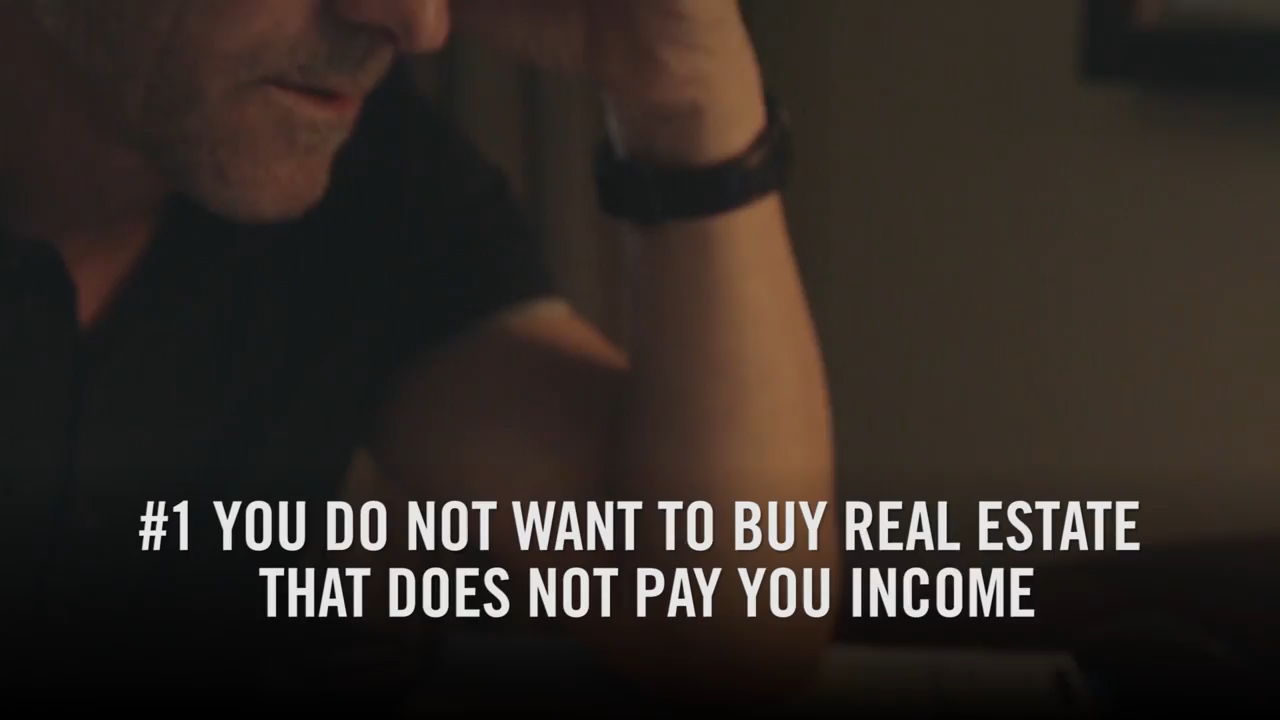 #1 YOU DO NOT WANT TO BUY REAL ESTATE
THAT DOES NOT PAY YOU INCOME